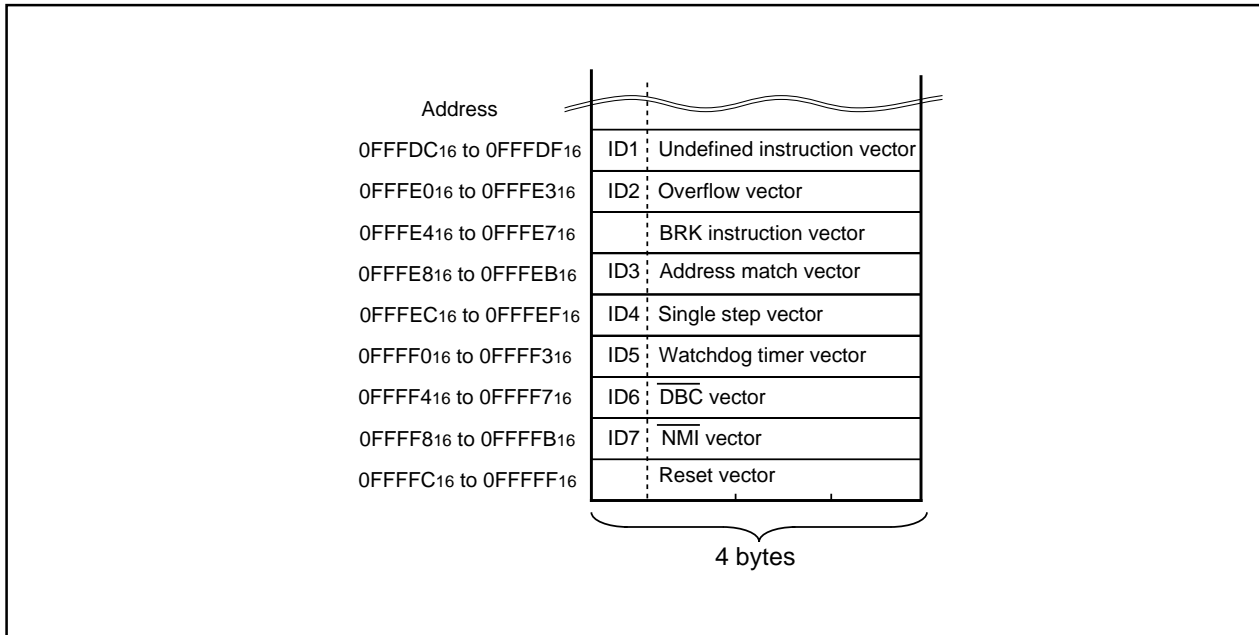 Address
0FFFDC16 to 0FFFDF16 ID1 Undefined instruction vector
0FFFE016 to 0FFFE316 ID2 Overflow vector
0FFFE416 to 0FFFE716 BRK instruction vector
0FFFE816 to 0FFFEB16 ID3 Address match vector
0FFFEC16 to 0FFFEF16 ID4 Single step vector
0FFFF016 to 0FFFF316 ID5 Watchdog timer vector
0FFFF416 to 0FFFF716 ID6 DBC vector
0FFFF816 to 0FFFFB16 ID7 NMI vector
0FFFFC16 to 0FFFFF16 Reset vector
4 bytes